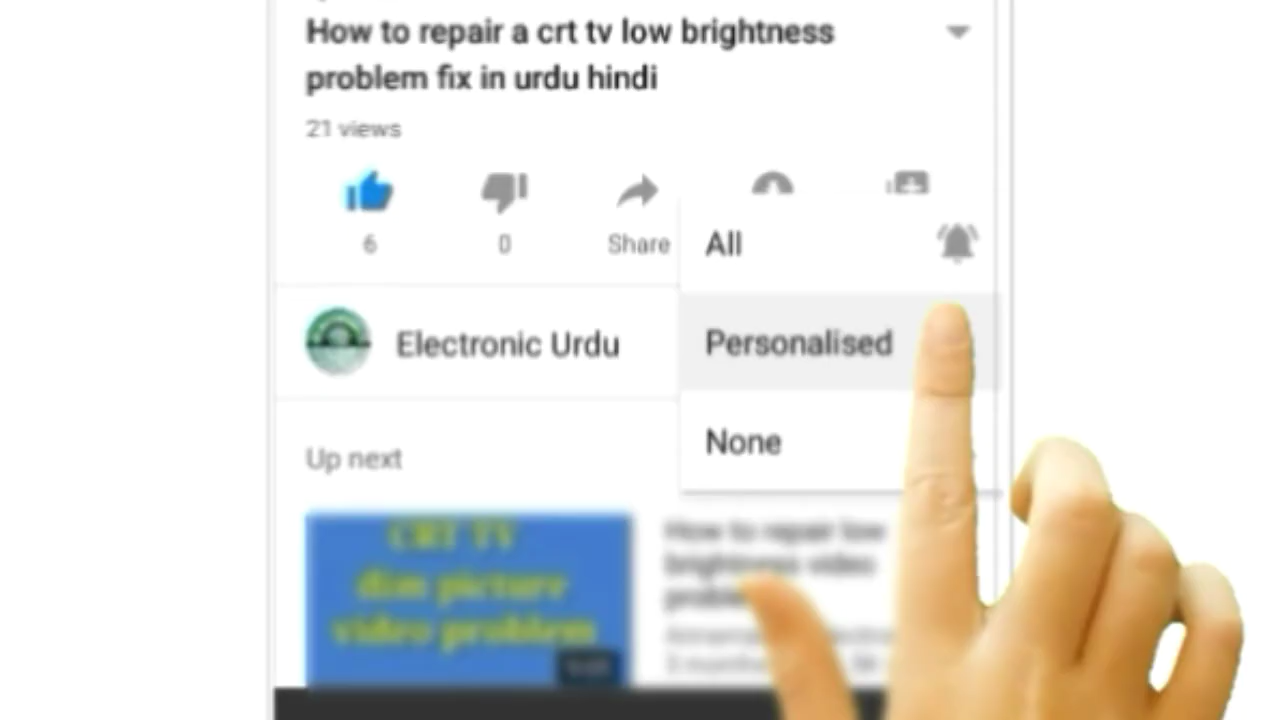 How to repair a crt tv low brightness
problem fix in urdu hindi
21 views
6
0
Share
All
Electronic Urdu
Personalised
None
Up next
CRT TV
dim picture
video problem
How to repair low
brightness video